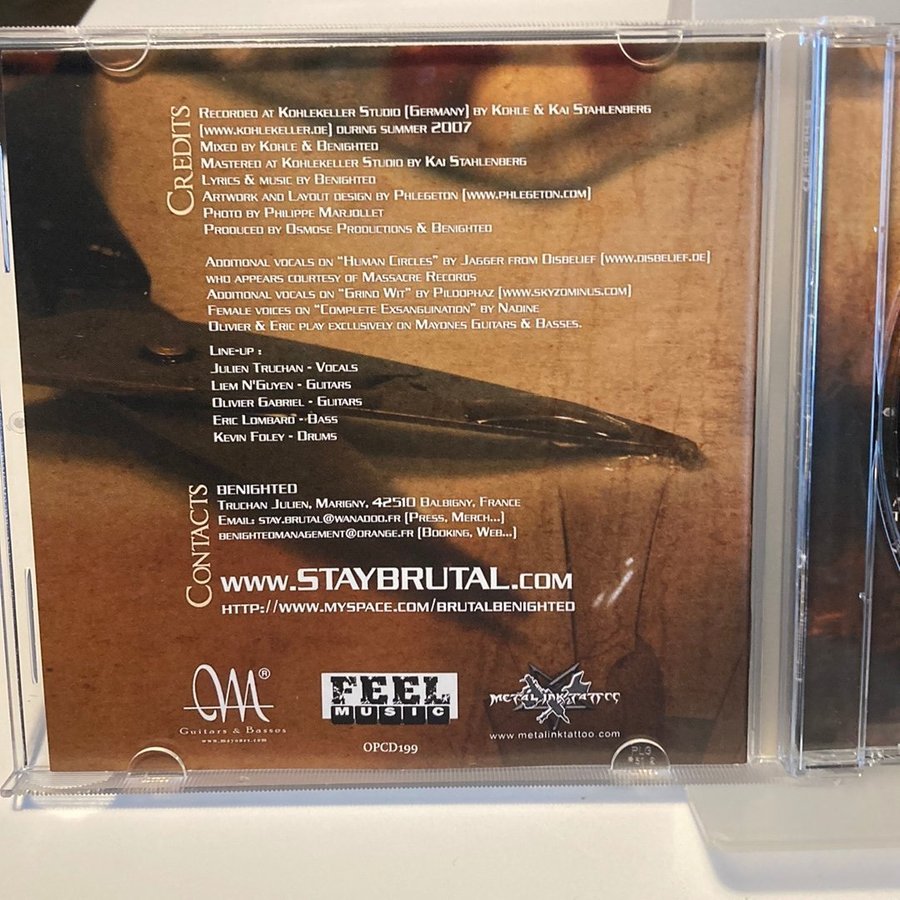 Credits
Recorded at Kohlekeller Studio (Germany) by Kohle & Kai Stahlenberg
(www.kohlekeller.de) during summer 2007
Mixed by Kohle & Benighted
Mastered at Kohlekeller Studio by Kai Stahlenberg
Lyrics & music by Benighted
Artwork and Layout design by Phlegeton (www.phlegeton.com)
Photo by Philippe Marjollet
Produced by Osmose Productions & Benighted
Additional vocals on "Human Circles" by Jagger from Disbelief (www.disbelief.de)
who appears courtesy of Massacre Records
Additional vocals on "Grind Wit" by Pildophaz (www.skyzominus.com)
Female voices on "Complete Exsanguination" by Nadine
Olivier & Eric play exclusively on Mayones Guitars & Basses.
Line-up :
Julien Truchan - Vocals
Liem N'Guyen - Guitars
Olivier Gabriel - Guitars
Eric Lombard - Bass
Kevin Foley - Drums
Contacts
BENIGHTED
Truchan Julien, Marigny, 42510 Balbigny, France
Email: stay.brutal@wanadoo.fr (Press, Merch...)
benightedmanagement@orange.fr (Booking, Web...)
www.STAYBRUTAL.com
http://www.myspace.com/brutalbenighted
M®
Guitars & Basses
www.mayones.com
FEEL
MUSIC
OPCD199
METALINKTATTOO
www.metalinktattoo.com
PLG